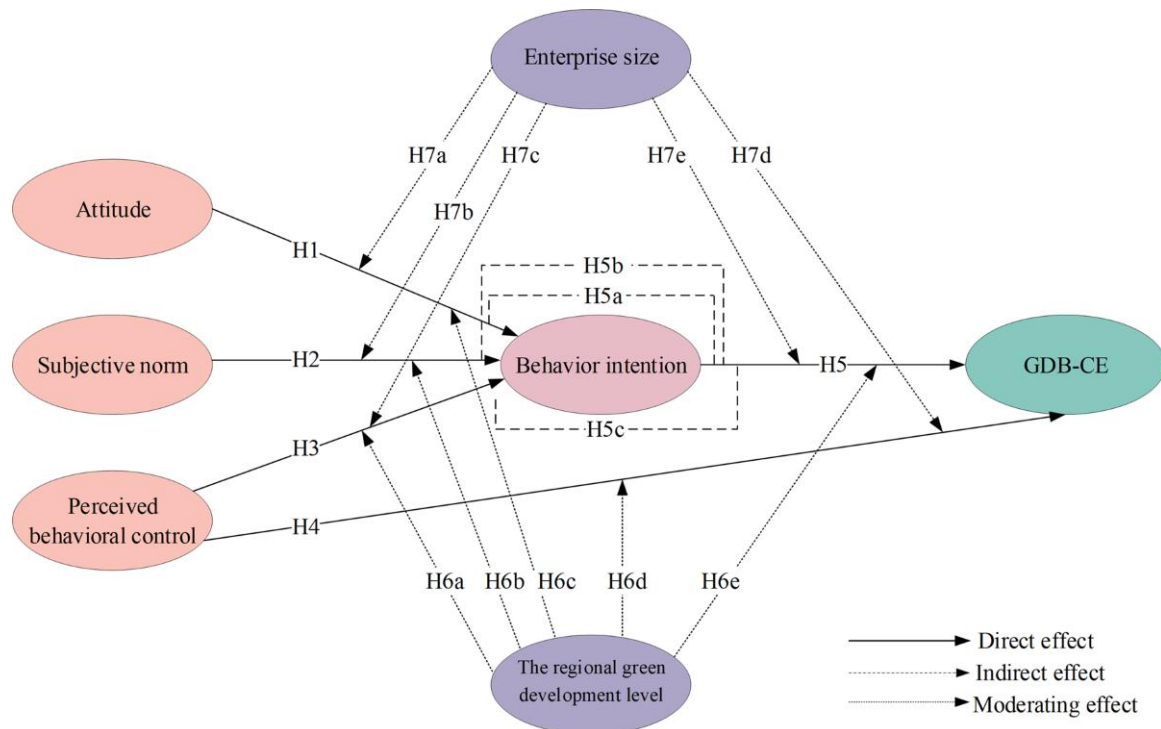 Enterprise size
H7a
H7c
H7e
H7d
Attitude
H7b
H1
H5b
H5a
Subjective norm
H2
Behavior intention
H5
GDB-CE
H5c
H3
Perceived
behavioral control
H4
H6a
H6b
H6c
H6d
H6e
The regional green
development level
Direct effect
Indirect effect
Moderating effect